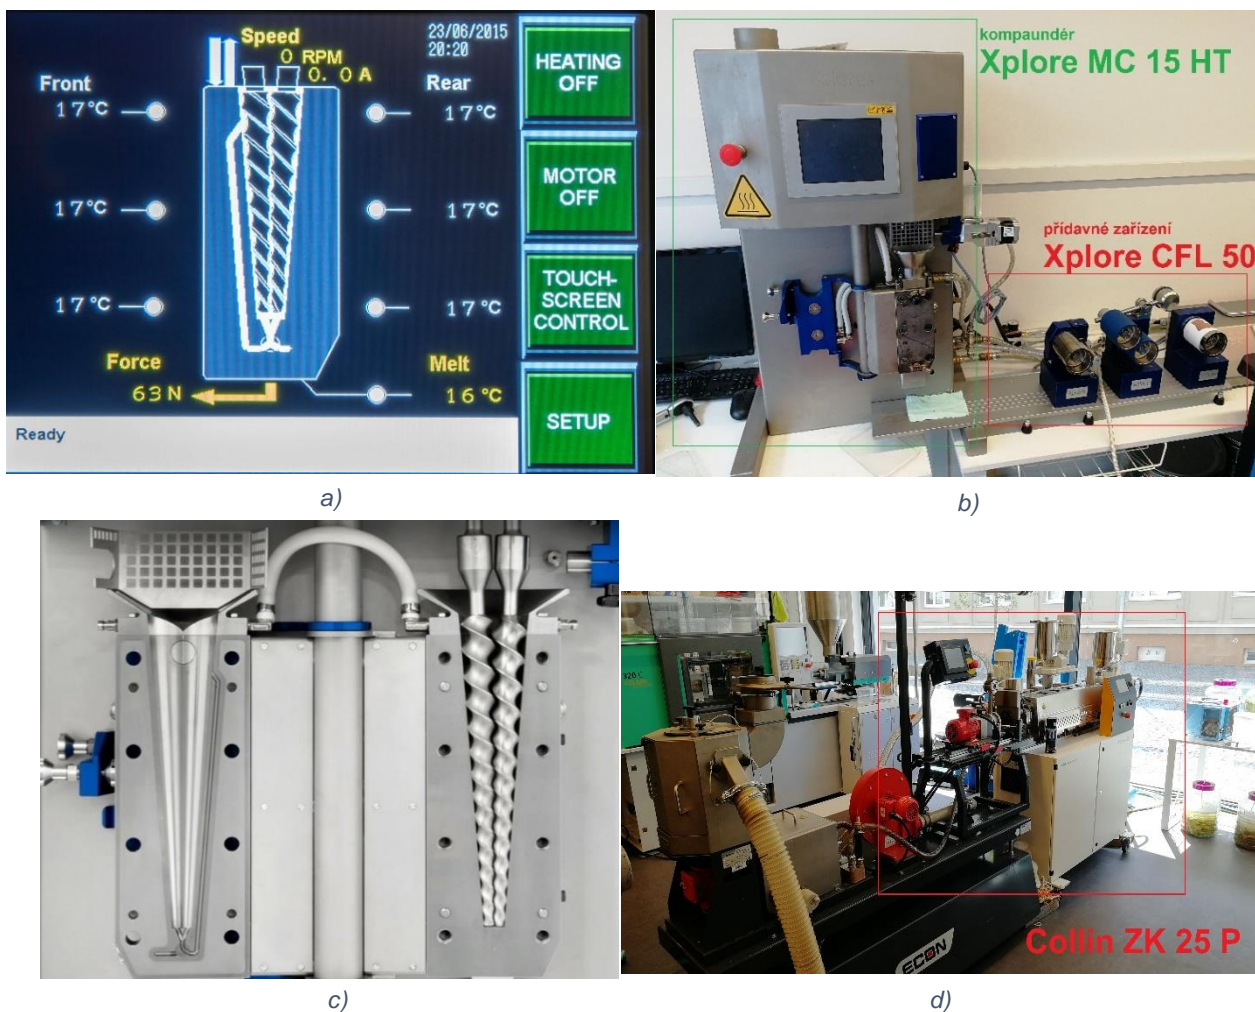 Speed
0 RPM
0.0 A
23/06/2015
20:20
Front
Rear
17°C
17°C
17°C
17°C
17°C
17°C
Force
63 N
Melt
16°C
Ready
HEATING
OFF
MOTOR
OFF
TOUCH-
SCREEN
CONTROL
SETUP
a)
kompaundér
Xplore MC 15 HT
přídavné zařízení
Xplore CFL 50
b)
c)
320 C
ECON
Collin ZK 25 P
d)